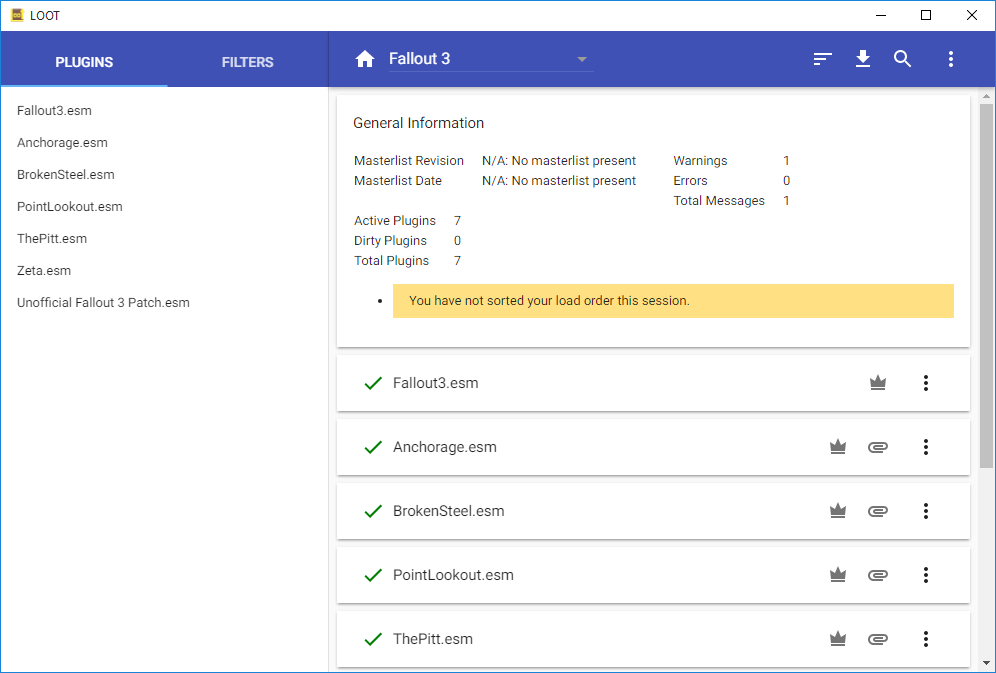 LOOT
PLUGINS FILTERS
Fallout 3
Fallout3.esm
Anchorage.esm
BrokenSteel.esm
PointLookout.esm
ThePitt.esm
Zeta.esm
Unofficial Fallout 3 Patch.esm
General Information
Masterlist Revision N/A: No masterlist present Warnings 1
Masterlist Date N/A: No masterlist present Errors 0
Total Messages 1
Active Plugins 7
Dirty Plugins 0
Total Plugins 7
You have not sorted your load order this session.
Fallout3.esm
Anchorage.esm
BrokenSteel.esm
PointLookout.esm
ThePitt.esm